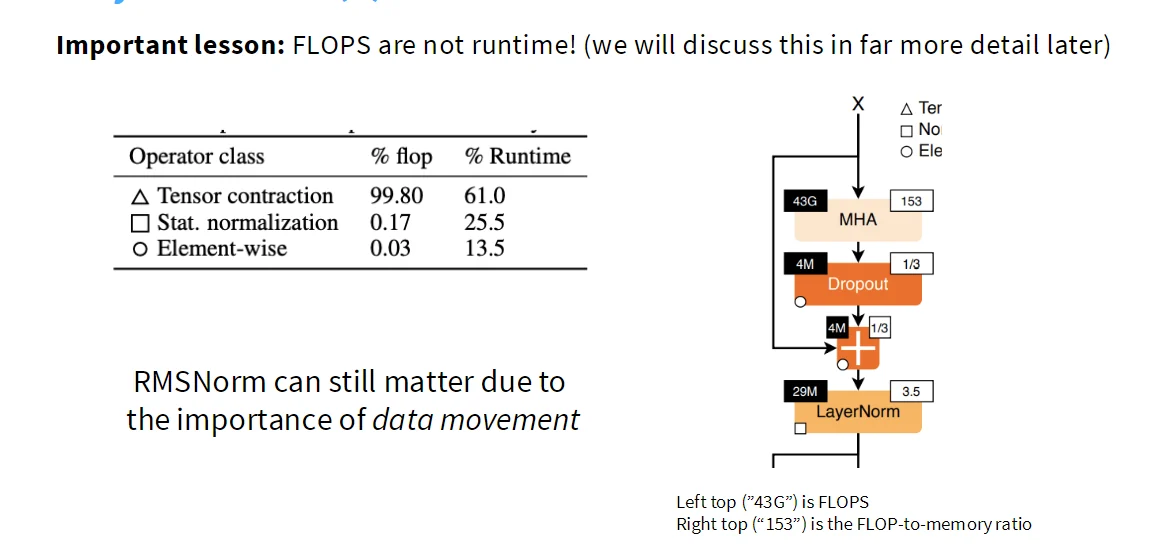 Important lesson: FLOPS are not runtime! (we will discuss this in far more detail later)
Operator class % flop % Runtime
△ Tensor contraction 99.80 61.0
□ Stat. normalization 0.17 25.5
○ Element-wise 0.03 13.5
RMSNorm can still matter due to
the importance of data movement
X
△ Ter
□ No
○ Ele
43G 153
MHA
4M 1/3
Dropout
4M 1/3
29M 3.5
LayerNorm
Left top ("43G") is FLOPS
Right top ("153") is the FLOP-to-memory ratio